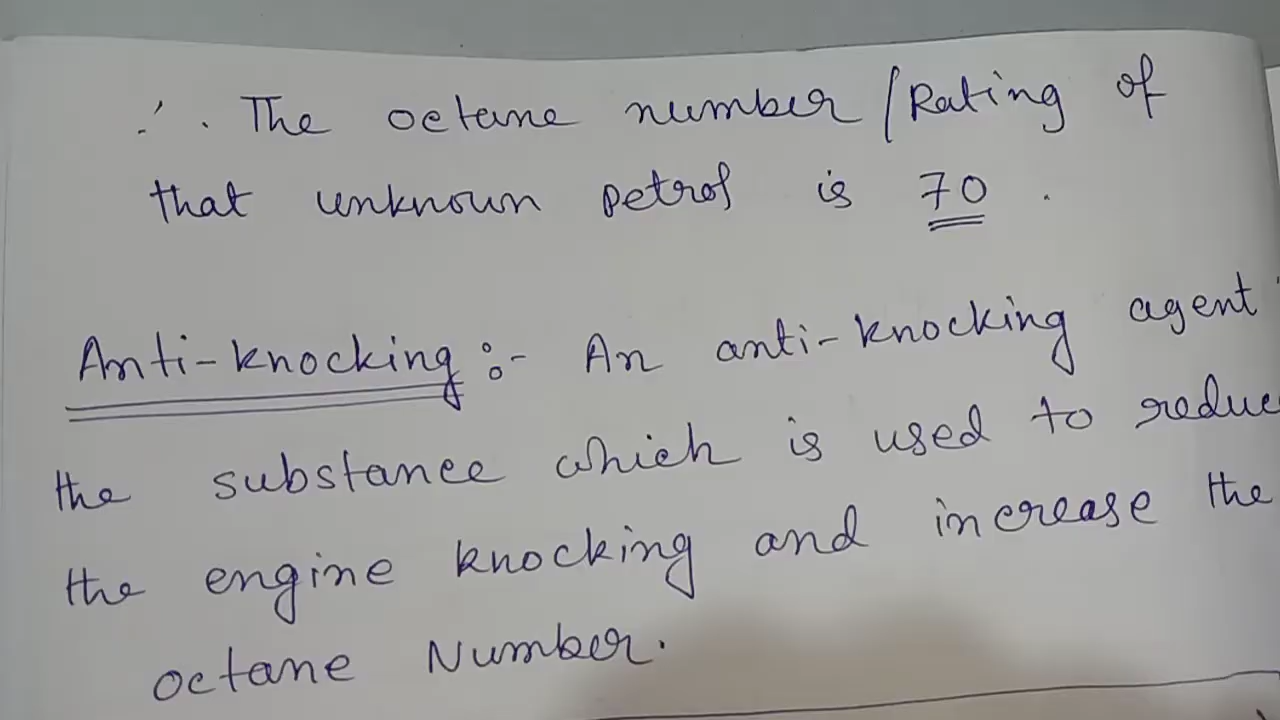 ∴ The octane number / Rating of
that unknown petrol is 70.
Anti-knocking :- An anti-knocking agent
the substance which is used to reduce
the engine knocking and increase the
octane Number.